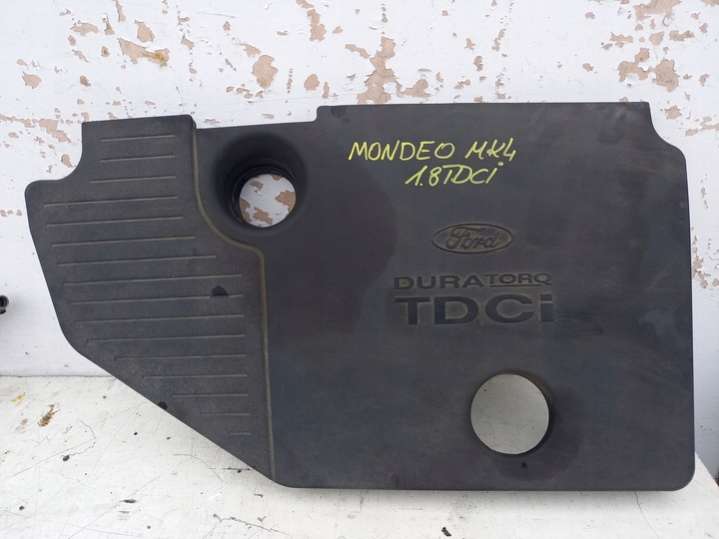 MONDEO MK4
1.8TDCi
Ford
DURATORQ
TDCi